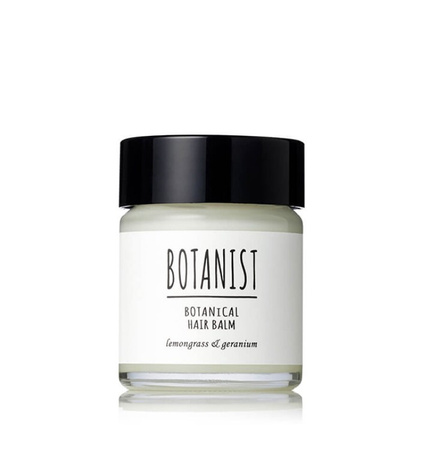 BOTANIST
BOTANICAL
HAIR BALM
lemongrass & geranium